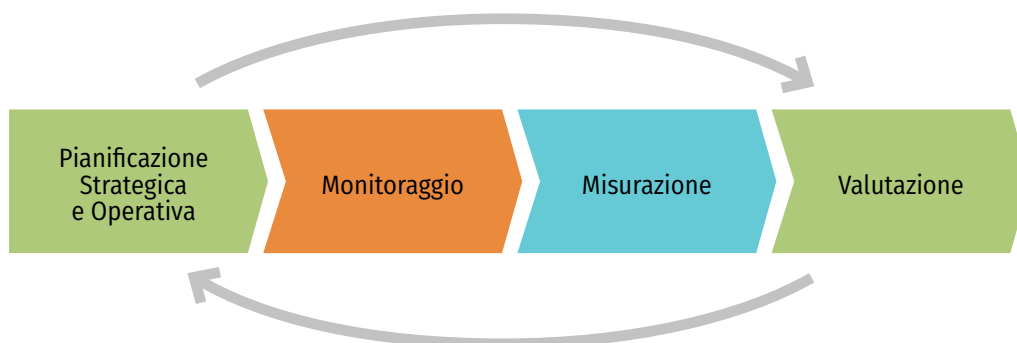 Pianificazione
Strategica
e Operativa
Monitoraggio
Misurazione
Valutazione